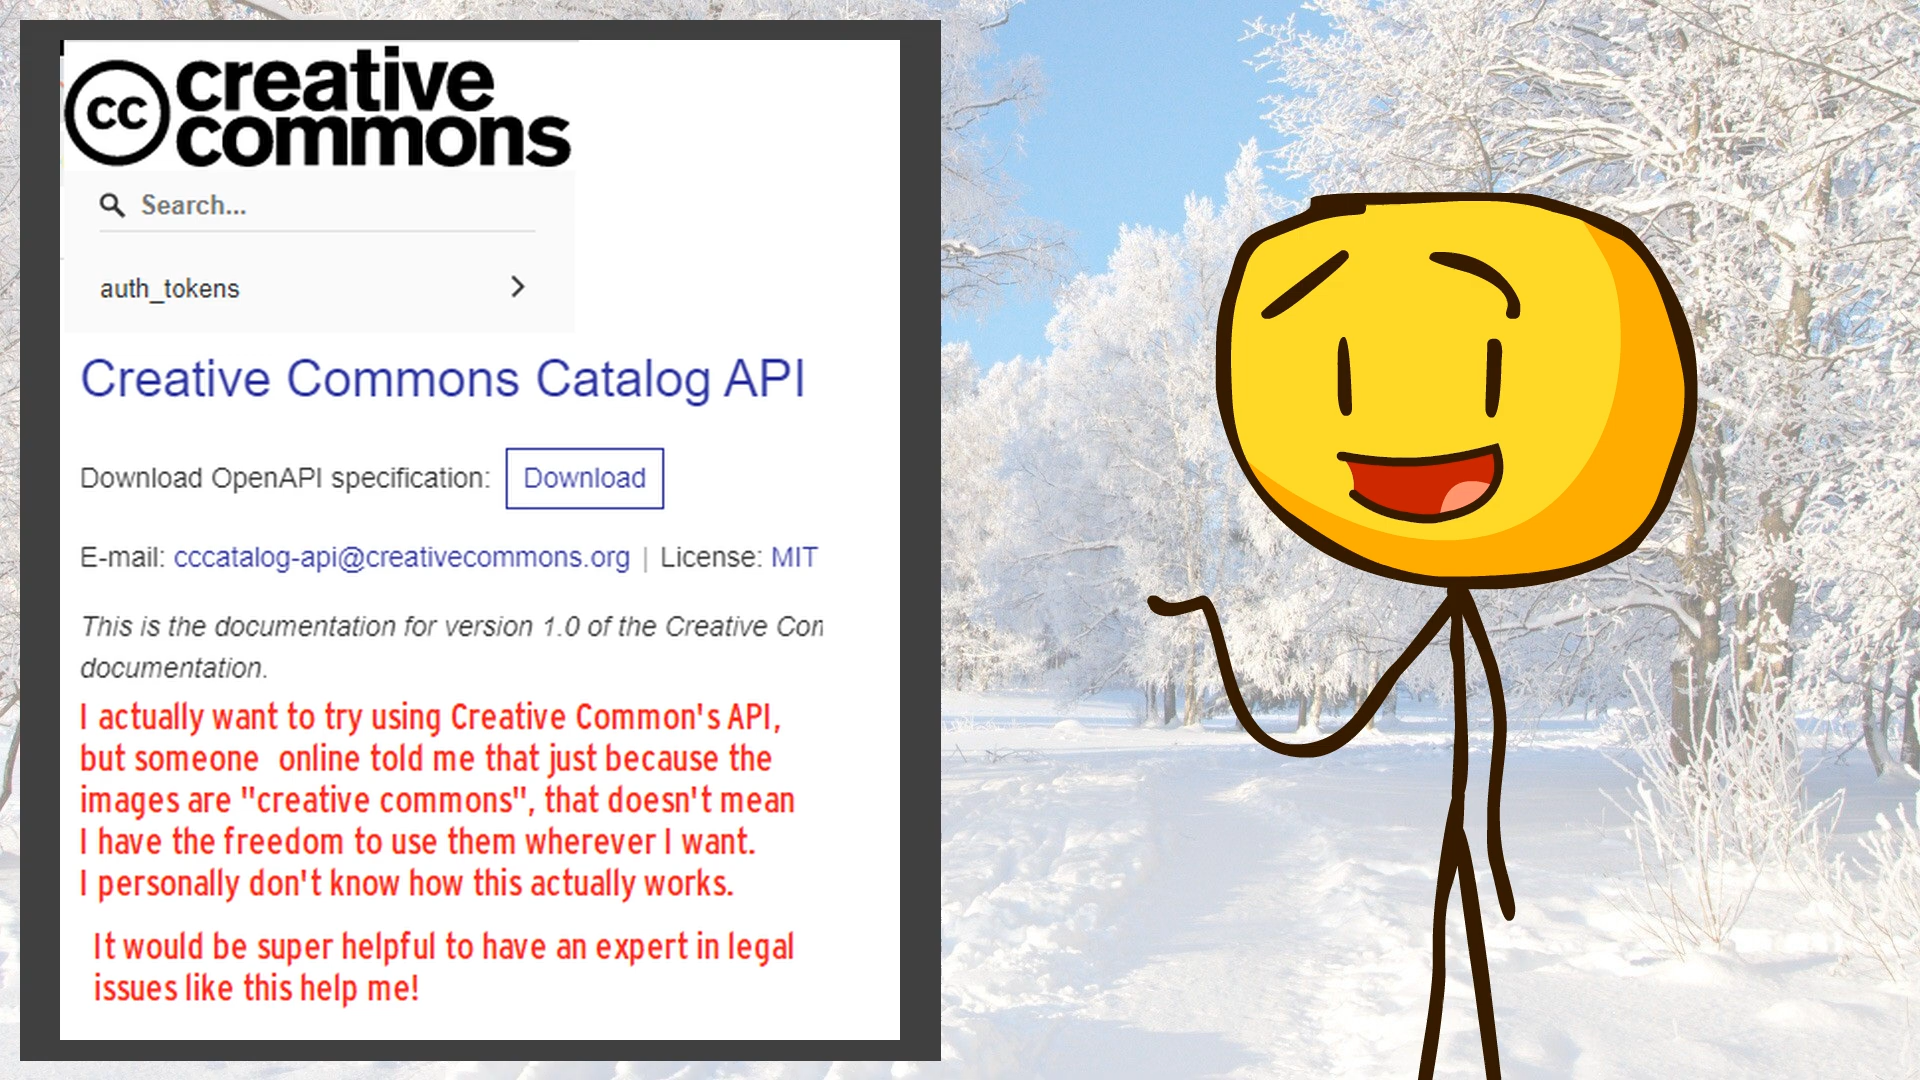 cc creative
commons
Search...
auth_tokens
Creative Commons Catalog API
Download OpenAPI specification: Download
E-mail: cccatalog-api@creativecommons.org | License: MIT
This is the documentation for version 1.0 of the Creative Con
documentation.
I actually want to try using Creative Common's API,
but someone online told me that just because the
images are "creative commons", that doesn't mean
I have the freedom to use them wherever I want.
I personally don't know how this actually works.
It would be super helpful to have an expert in legal
issues like this help me!